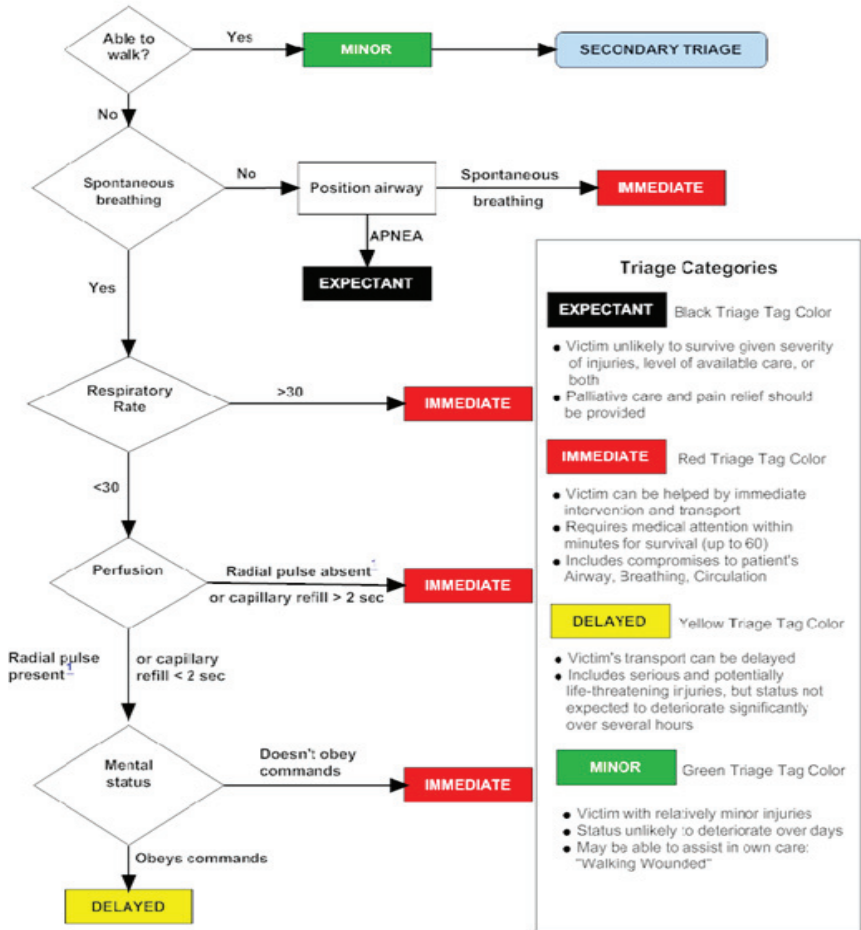 Able to
walk?
Yes
MINOR
SECONDARY TRIAGE
No
Spontaneous
breathing
No
Position airway
Spontaneous
breathing
IMMEDIATE
APNEA
EXPECTANT
Yes
Respiratory
Rate
>30
IMMEDIATE
<30
Perfusion
Radial pulse absent 1
or capillary refill > 2 sec
IMMEDIATE
Radial pulse
present 1
or capillary
refill < 2 sec
Mental
status
Doesn't obey
commands
IMMEDIATE
Obeys commands
DELAYED
Triage Categories
EXPECTANT Black Triage Tag Color
● Victim unlikely to survive given severity
of injuries, level of available care, or
both
● Palliative care and pain relief should
be provided
IMMEDIATE Red Triage Tag Color
● Victim can be helped by immediate
intervention and transport
● Requires medical attention within
minutes for survival (up to 60)
● Includes compromises to patient's
Airway, Breathing, Circulation
DELAYED Yellow Triage Tag Color
● Victim's transport can be delayed
● Includes serious and potentially
life-threatening injuries, but status not
expected to deteriorate significantly
over several hours
MINOR Green Triage Tag Color
● Victim with relatively minor injuries
● Status unlikely to deteriorate over days
● May be able to assist in own care:
"Walking Wounded"